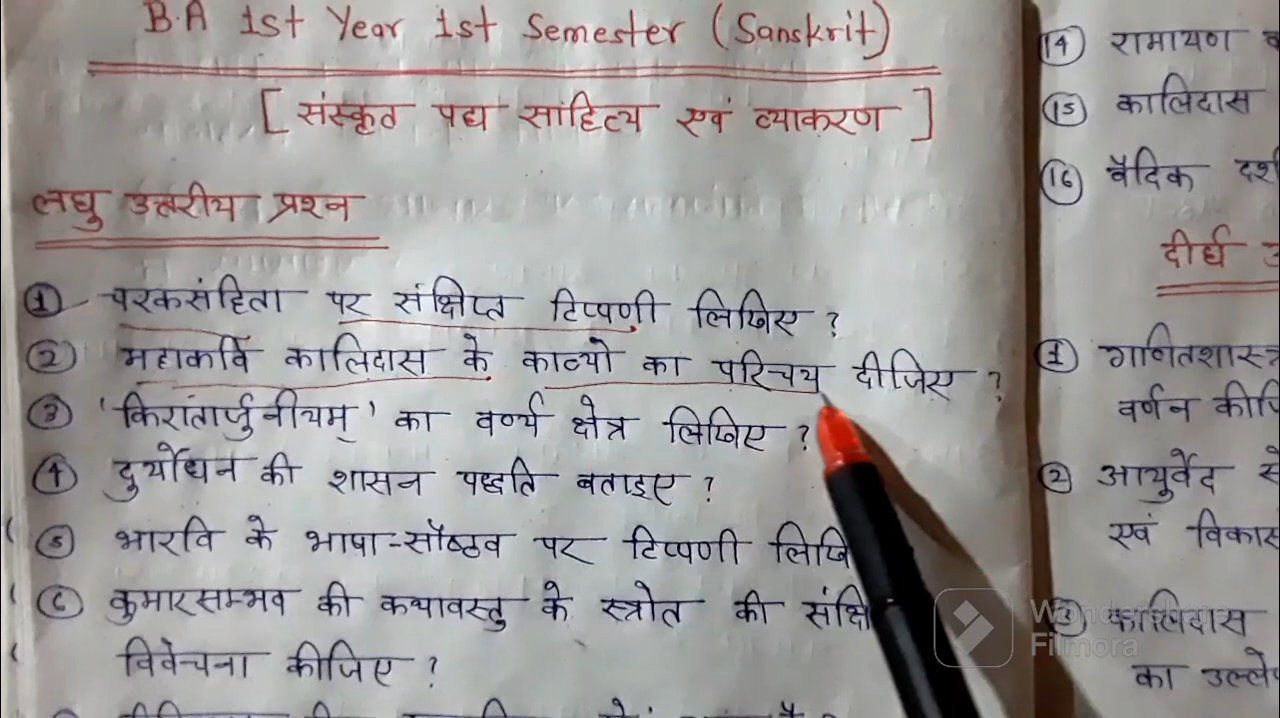 B.A 1st Year 1st Semester (Sanskrit)
[ संस्कृत पद्य साहित्य एवं व्याकरण ]
लघु उत्तरीय प्रश्न
① चरकसंहिता पर संक्षिप्त टिप्पणी लिखिए ?
② महाकवि कालिदास के काव्यो का परिचय दीजिए ?
③ 'किरातार्जुनीयम्' का वर्ण्य क्षेत्र लिखिए ?
④ दुर्योधन की शासन पद्धति बताइए ?
⑤ भारवि के भाषा-सौष्ठव पर टिप्पणी
⑥ कुमारसम्भव की कथावस्तु के स्त्रोत की
विवेचना कीजिए ?
⑭ रामायण
⑮ कालिदास
⑯ वैदिक
दीर्घ
① गणितशास्त्र
वर्णन
② आयुर्वेद
एवं विकास
③ कालिदास
का
Wondershare
Filmora